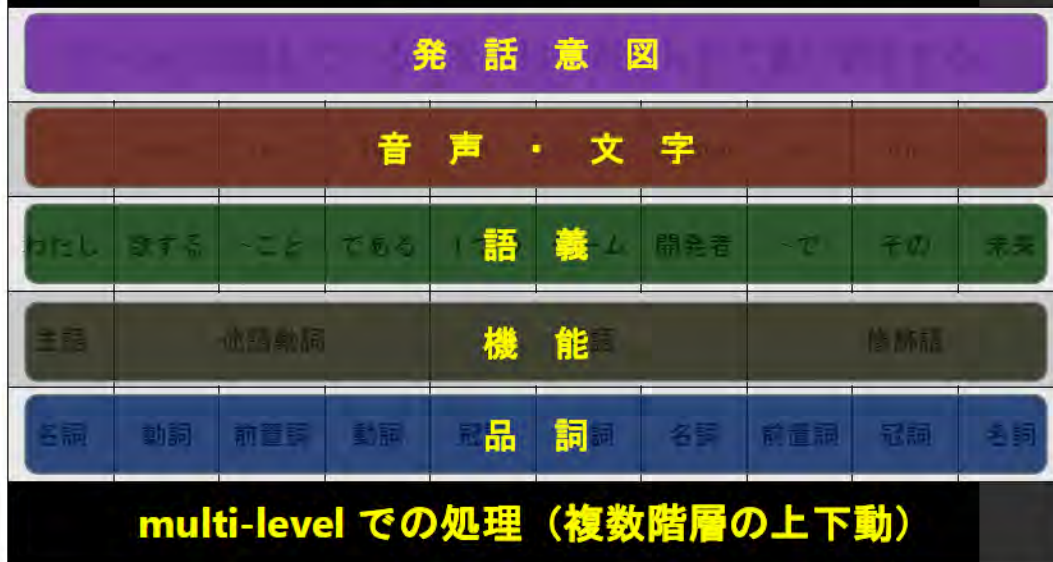 発 話 意 図
音 声 ・ 文 字
わたし 欲する ~こと である 語 義 開発者 ~で その 未来
主語 述語動詞 機 能 修飾語
名詞 動詞 前置詞 動詞 品 詞 名詞 前置詞 冠詞 名詞
multi-level での処理（複数階層の上下動）